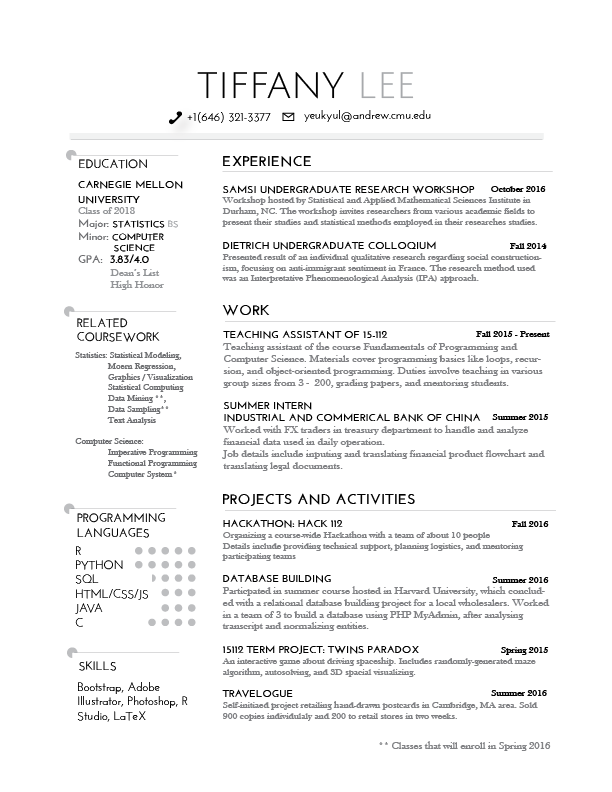 TIFFANY LEE
+1(646) 321-3377 yeukyul@andrew.cmu.edu
EDUCATION
CARNEGIE MELLON
UNIVERSITY
Class of 2018
Major: STATISTICS BS
Minor: COMPUTER
SCIENCE
GPA: 3.83/4.0
Dean's List
High Honor
RELATED
COURSEWORK
Statistics: Statistical Modeling,
Moern Regression,
Graphics / Visualization
Statistical Computing
Data Mining **,
Data Sampling**
Text Analysis
Computer Science:
Imperative Programming
Functional Programming
Computer System*
PROGRAMMING
LANGUAGES
R
PYTHON
SQL
HTML/CSS/JS
JAVA
C
SKILLS
Bootstrap, Adobe
Illustrator, Photoshop, R
Studio, LaTeX
EXPERIENCE
SAMSI UNDERGRADUATE RESEARCH WORKSHOP October 2016
Workshop hosted by Statistical and Applied Mathematical Sciences Institute in
Durham, NC. The workshop invites researchers from various academic fields to
present their studies and statistical methods employed in their researches studies.
DIETRICH UNDERGRADUATE COLLOQIUM Fall 2014
Presented result of an individual qualitative research regarding social construction-
ism, focusing on anti-immigrant sentiment in France. The research method used
was an Interpretative Phenomenological Analysis (IPA) approach.
WORK
TEACHING ASSISTANT OF 15-112 Fall 2015 - Present
Teaching assistant of the course Fundamentals of Programming and
Computer Science. Materials cover programming basics like loops, recur-
sion, and object-oriented programming. Duties involve teaching in various
group sizes from 3 - 200, grading papers, and mentoring students.
SUMMER INTERN
INDUSTRIAL AND COMMERICAL BANK OF CHINA Summer 2015
Worked with FX traders in treasury department to handle and analyze
financial data used in daily operation.
Job details include inputing and translating financial product flowchart and
translating legal documents.
PROJECTS AND ACTIVITIES
HACKATHON: HACK 112 Fall 2016
Organizing a course-wide Hackathon with a team of about 10 people
Details include providing technical support, planning logistics, and mentoring
participating teams
DATABASE BUILDING Summer 2016
Particpated in summer course hosted in Harvard University, which conclud-
ed with a relational database building project for a local wholesalers. Worked
in a team of 3 to build a database using PHP MyAdmin, after analysing
transcript and normalizing entities.
15112 TERM PROJECT: TWINS PARADOX Spring 2015
An interactive game about driving spaceship. Includes randomly-generated maze
algorithm, autosolving, and 3D spacial visualizing.
TRAVELOGUE Summer 2016
Self-initiaed project retailing hand-drawn postcards in Cambridge, MA area. Sold
900 copies individulaly and 200 to retail stores in two weeks.
** Classes that will enroll in Spring 2016